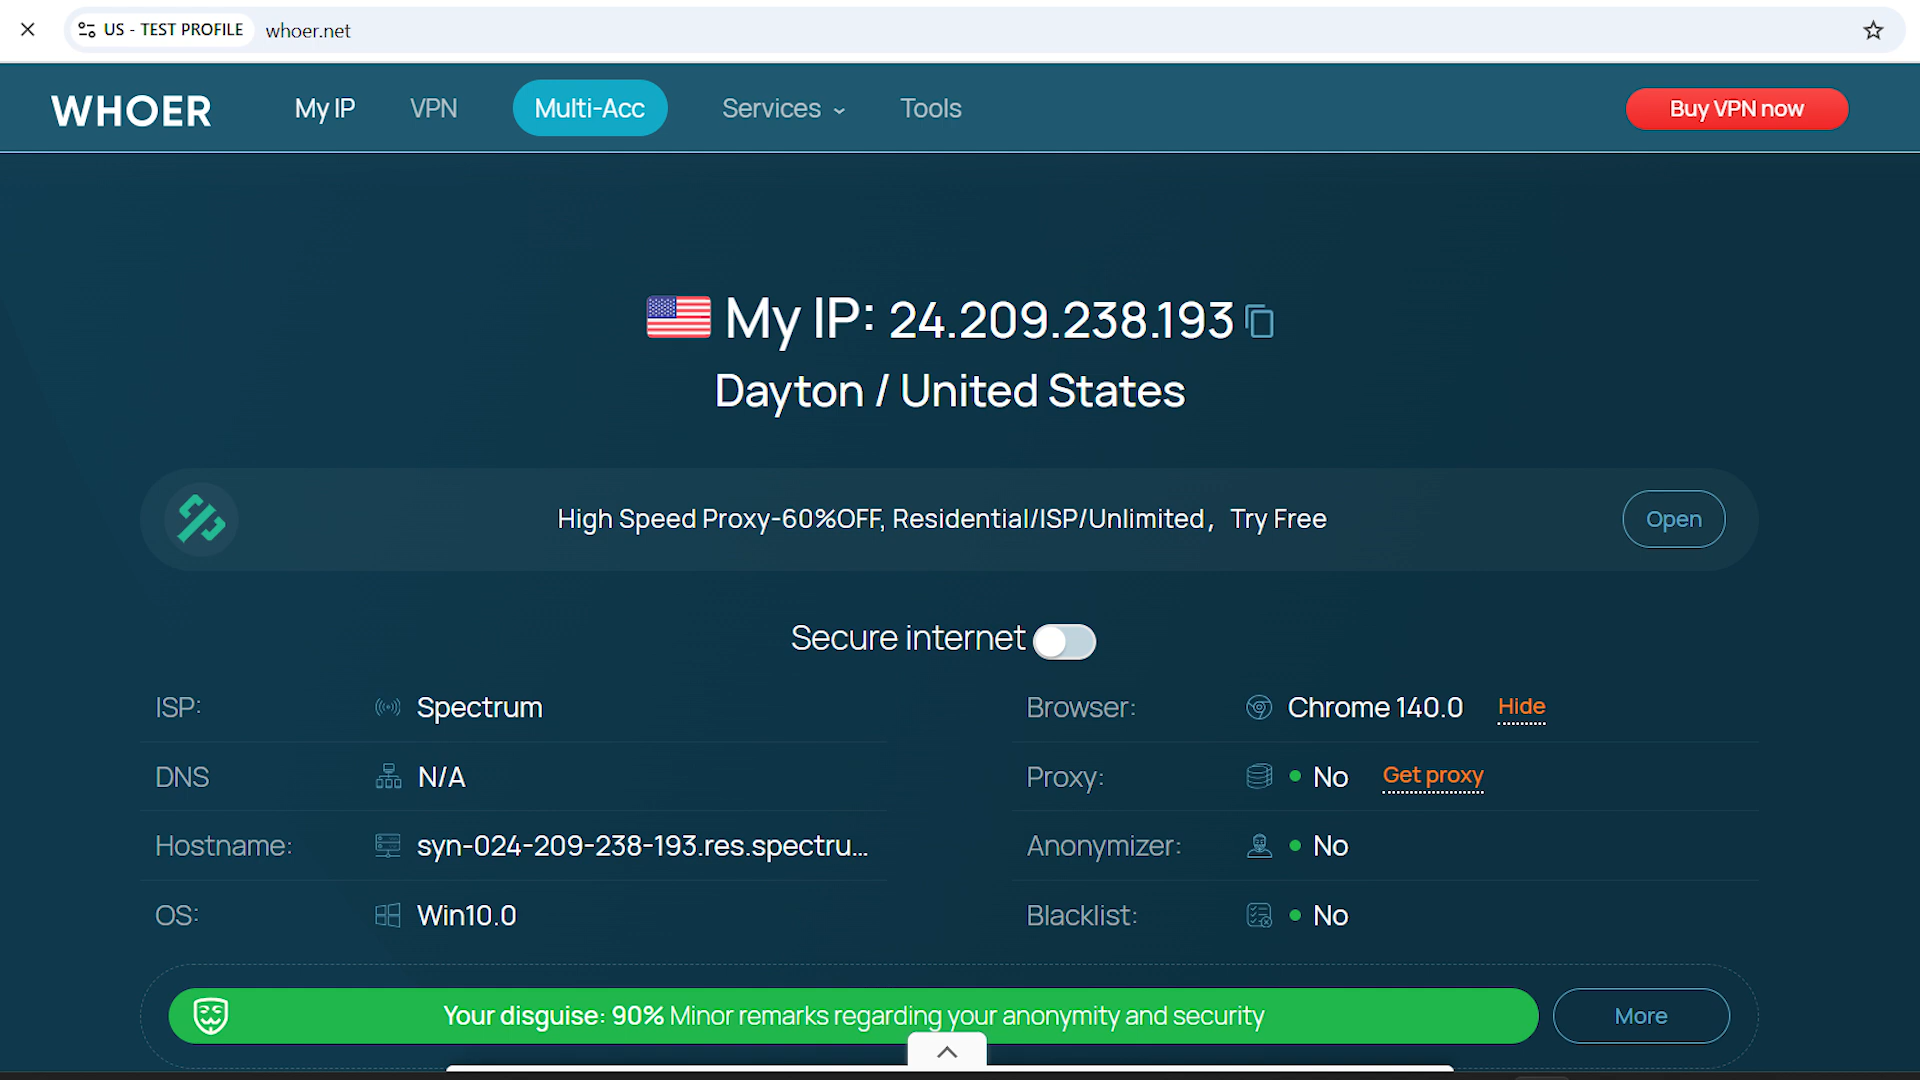 US - TEST PROFILE whoer.net
WHOER My IP VPN Multi-Acc Services Tools Buy VPN now
My IP: 24.209.238.193
Dayton / United States
High Speed Proxy-60%OFF, Residential/ISP/Unlimited，Try Free Open
Secure internet
ISP: Spectrum
Browser: Chrome 140.0 Hide
DNS N/A
Proxy: No Get proxy
Hostname: syn-024-209-238-193.res.spectru...
Anonymizer: No
OS: Win10.0
Blacklist: No
Your disguise: 90% Minor remarks regarding your anonymity and security More